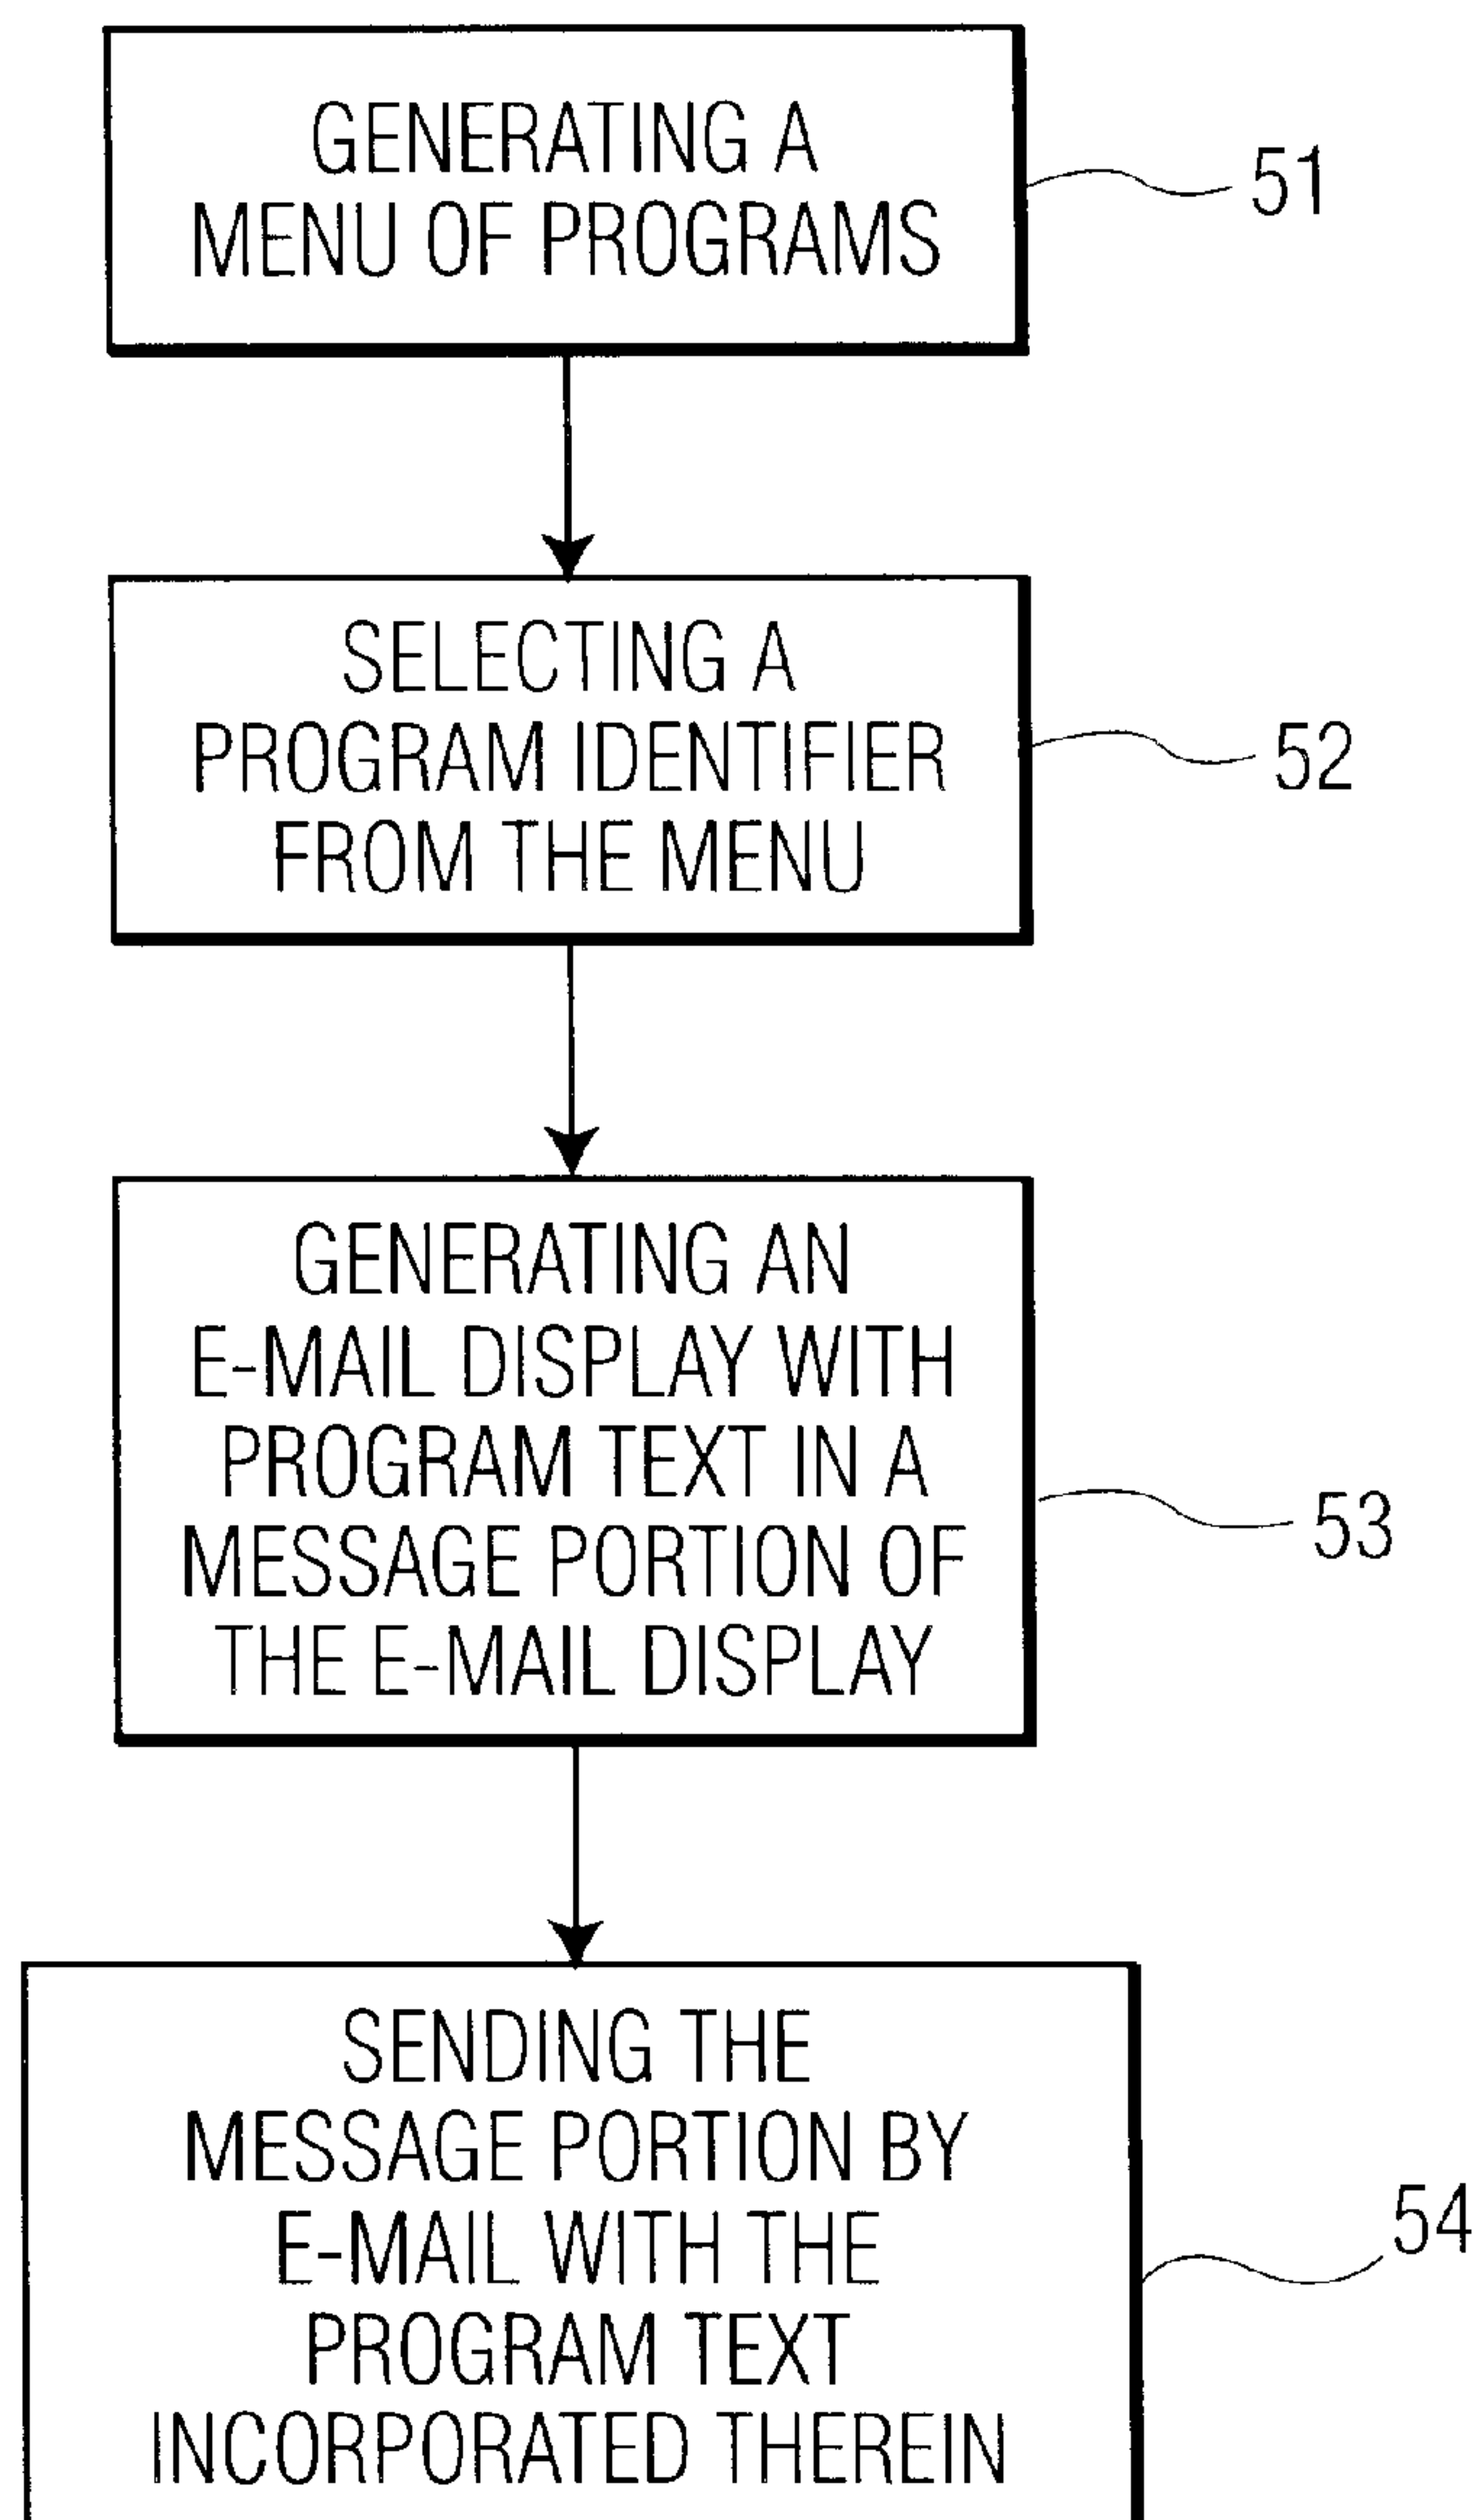 GENERATING A
MENU OF PROGRAMS
51
SELECTING A
PROGRAM IDENTIFIER
FROM THE MENU
52
GENERATING AN
E-MAIL DISPLAY WITH
PROGRAM TEXT IN A
MESSAGE PORTION OF
THE E-MAIL DISPLAY
53
SENDING THE
MESSAGE PORTION BY
E-MAIL WITH THE
PROGRAM TEXT
INCORPORATED THEREIN
54